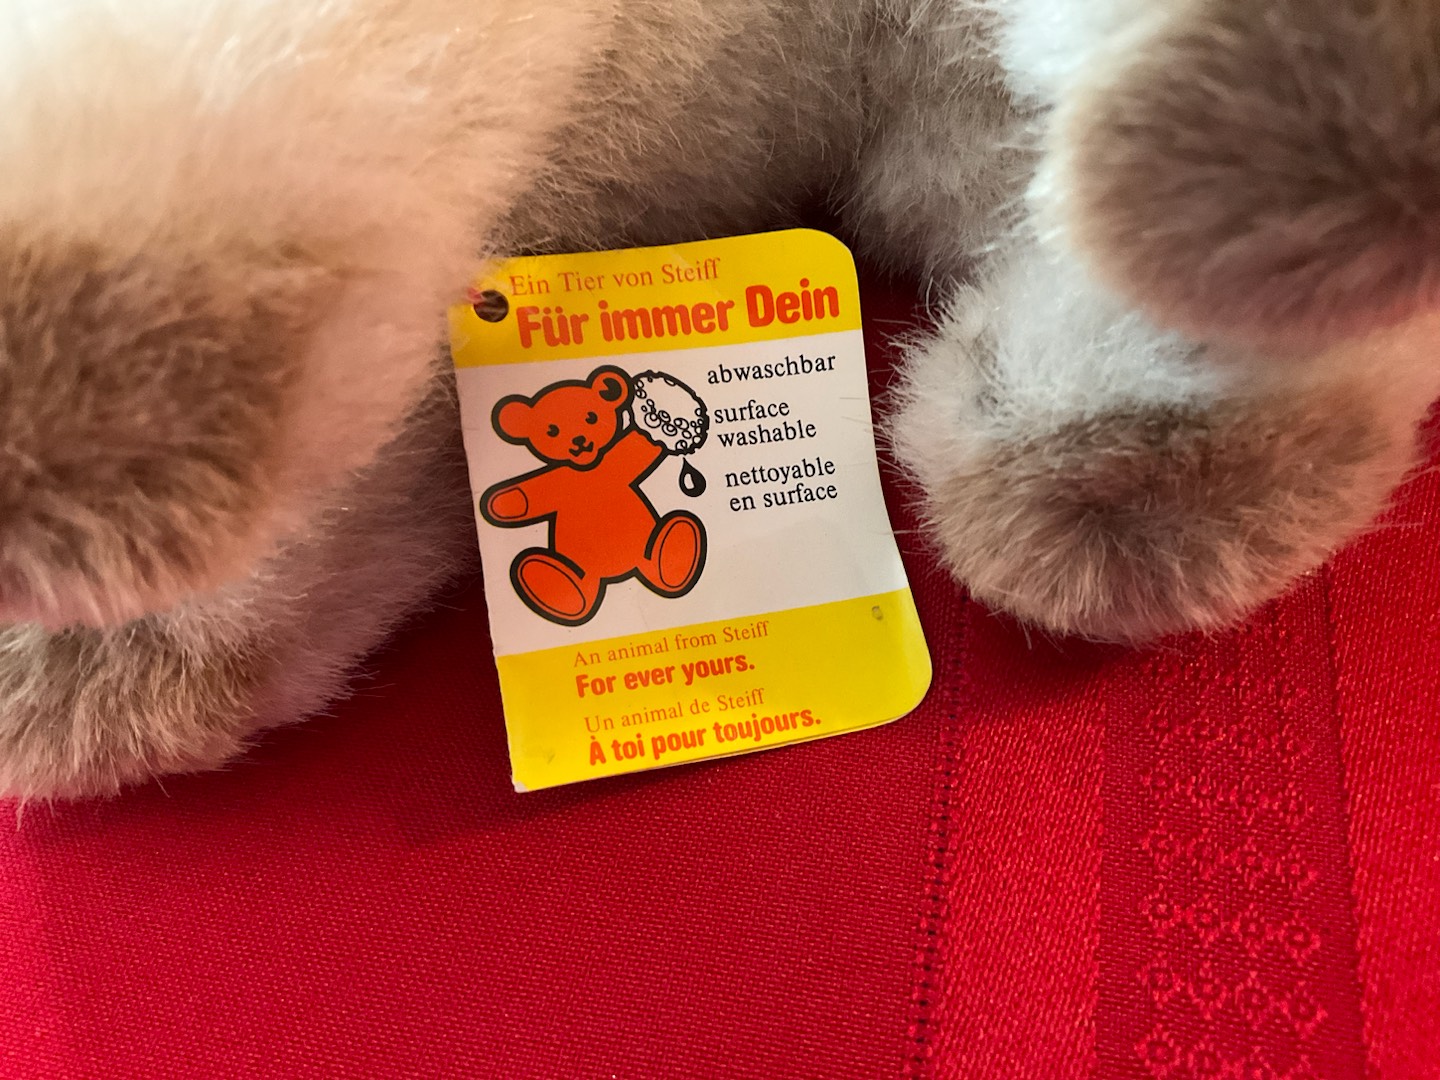 Ein Tier von Steiff
Für immer Dein
abwaschbar
surface
washable
nettoyable
en surface
An animal from Steiff
For ever yours.
Un animal de Steiff
À toi pour toujours.